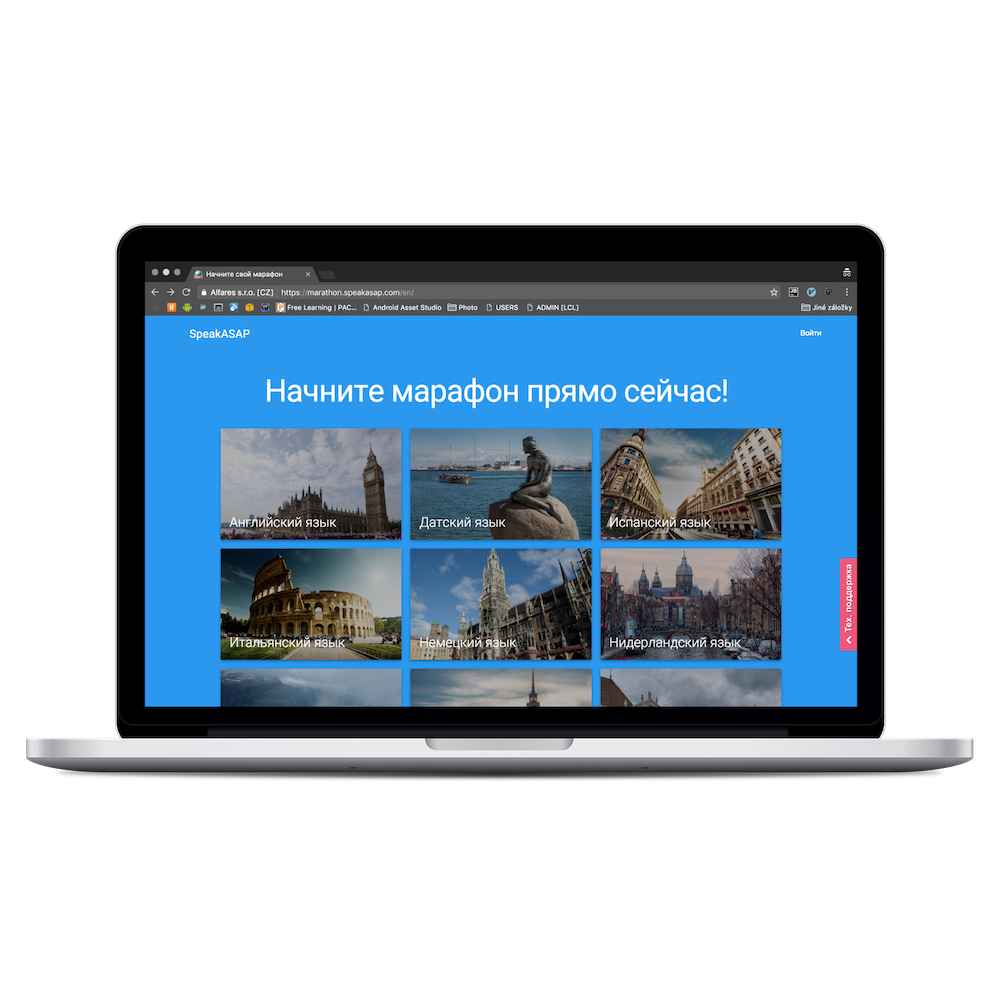 Начните свой марафон
Alfares s.r.o. [CZ] https://marathon.speakasap.com/en/
Free Learning | PAC... Android Asset Studio Photo USERS ADMIN [LCL] Jiné záložky
SpeakASAP Войти
Начните марафон прямо сейчас!
Английский язык Датский язык Испанский язык
Тех. поддержка
Итальянский язык Немецкий язык Нидерландский язык